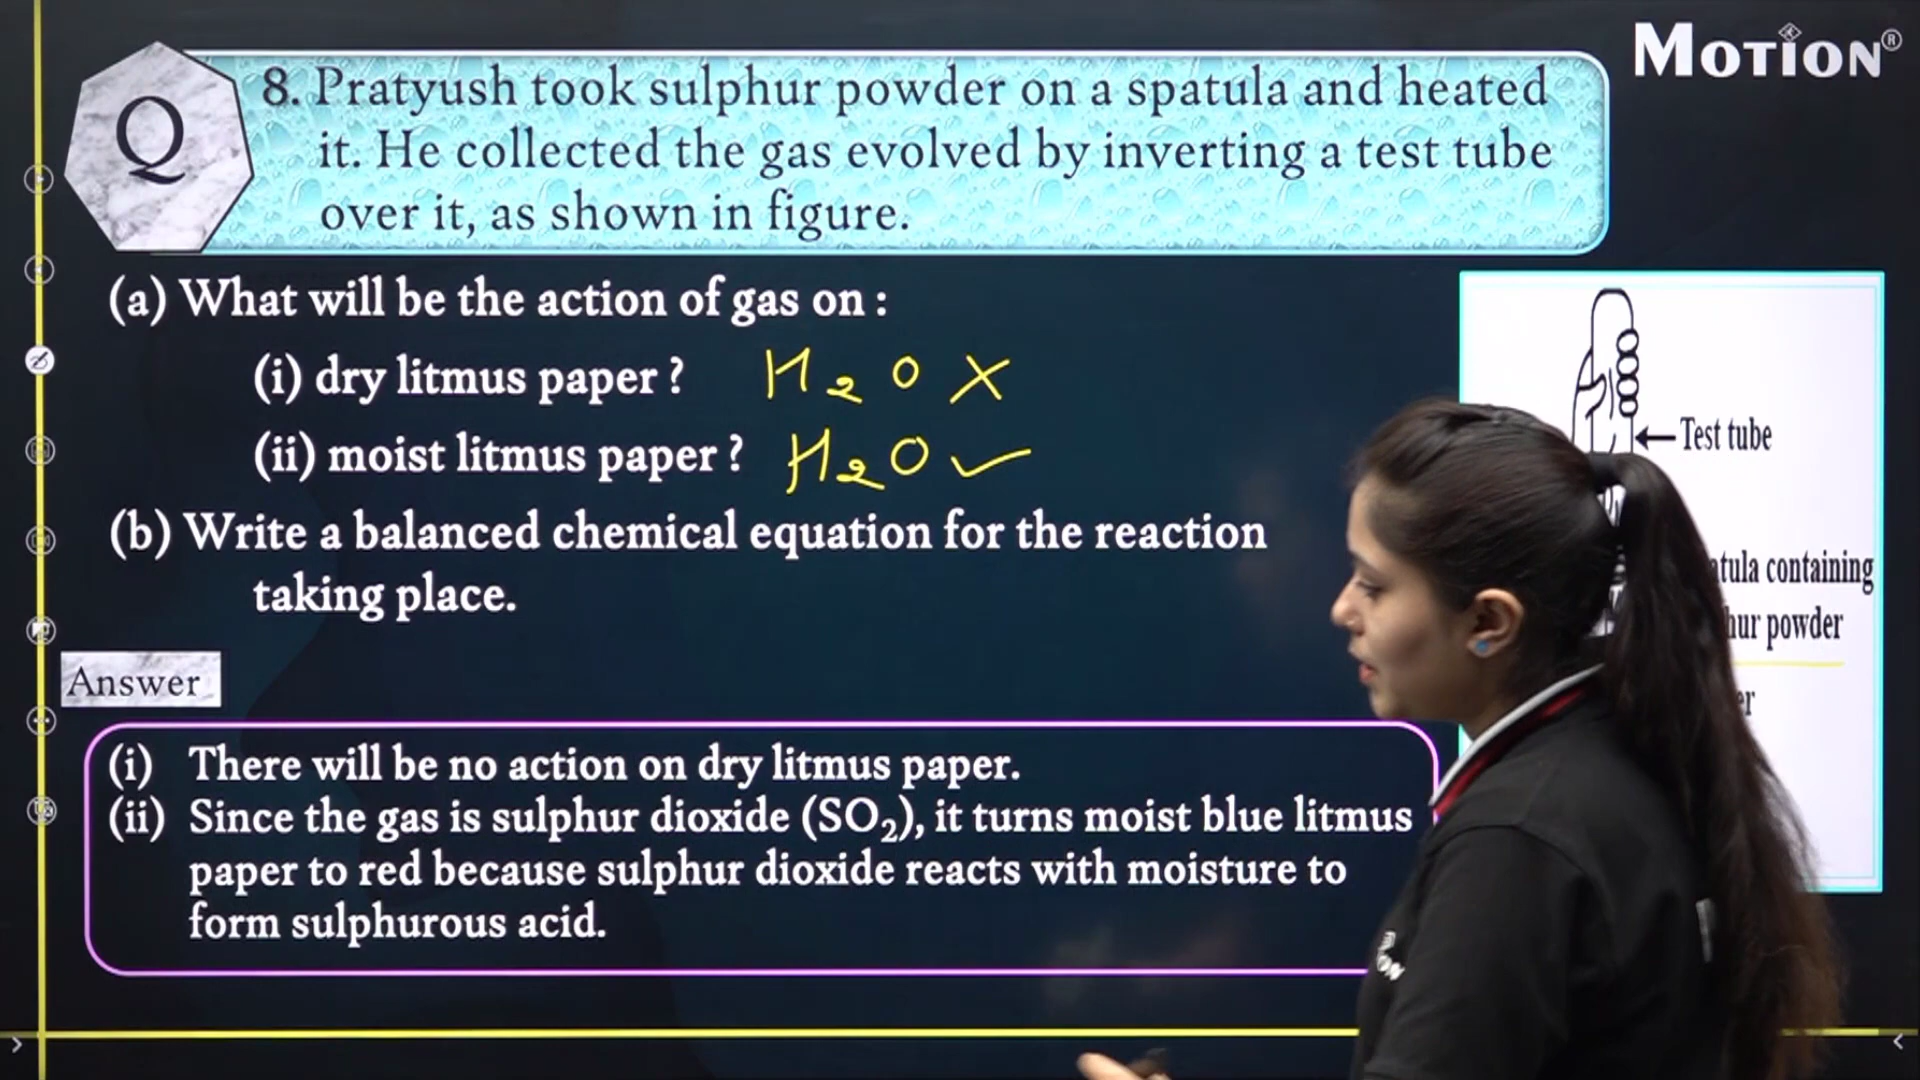 MOTION®
Q
8. Pratyush took sulphur powder on a spatula and heated
it. He collected the gas evolved by inverting a test tube
over it, as shown in figure.
(a) What will be the action of gas on :
(i) dry litmus paper ? H2O X
(ii) moist litmus paper ? H2O ✓
(b) Write a balanced chemical equation for the reaction
taking place.
Test tube
containing
powder
Answer
(i) There will be no action on dry litmus paper.
(ii) Since the gas is sulphur dioxide (SO₂), it turns moist blue litmus
paper to red because sulphur dioxide reacts with moisture to
form sulphurous acid.